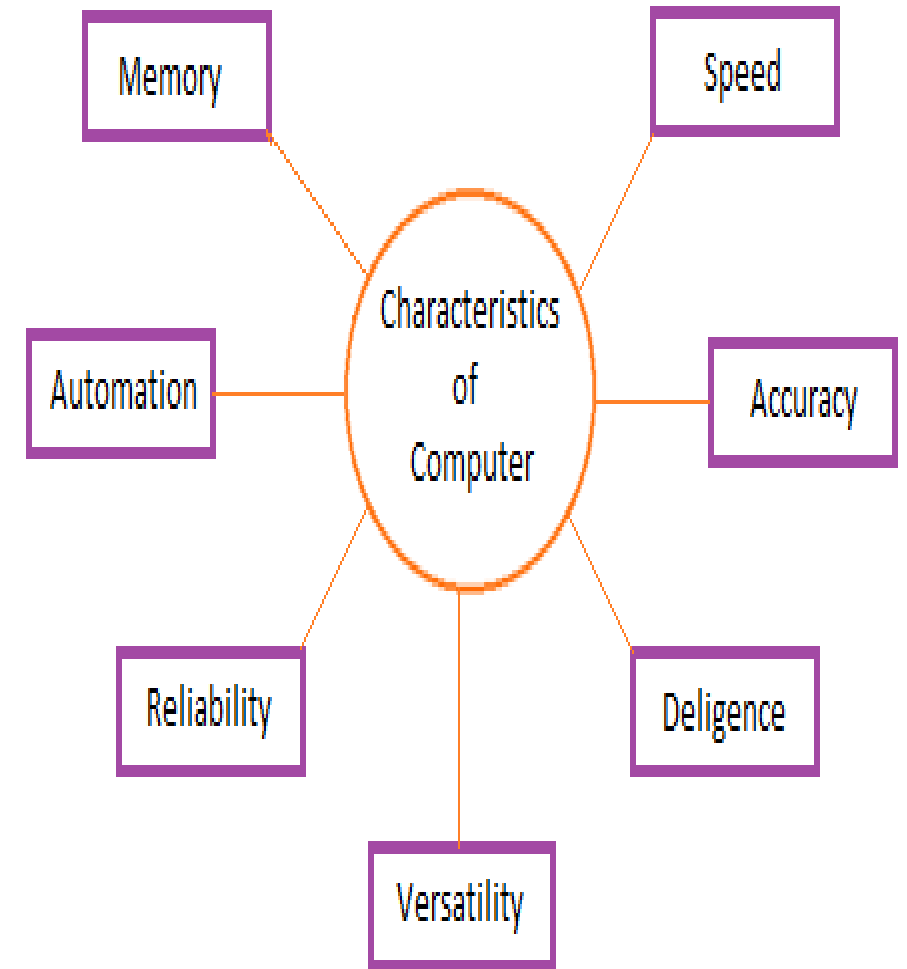 Memory
Speed
Characteristics
of
Computer
Automation
Accuracy
Reliability
Deligence
Versatility